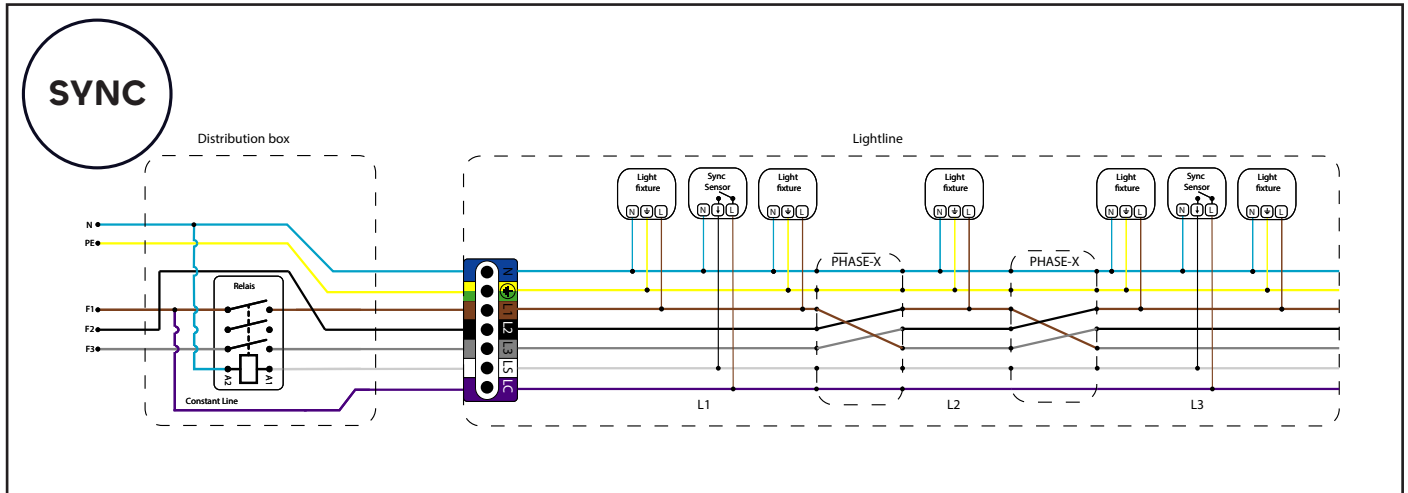 SYNC
Distribution box
Lightline
Light
fixture
N L
Sync
Sensor
N L
Light
fixture
N L
Light
fixture
N L
Light
fixture
N L
Sync
Sensor
N L
Light
fixture
N L
N
PE
F1
F2
F3
Relais
A2
A1
Constant Line
N
L1
L2
L3
LS
LC
PHASE-X
PHASE-X
L1
L2
L3